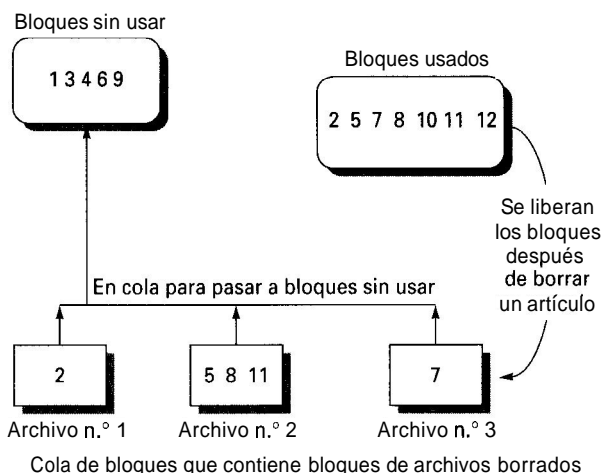 Bloques sin usar
1 3 4 6 9
Bloques usados
2 5 7 8 10 11 12
Se liberan
los bloques
después
de borrar
un artículo
En cola para pasar a bloques sin usar
2
5 8 11
7
Archivo n.° 1
Archivo n.° 2
Archivo n.° 3
Cola de bloques que contiene bloques de archivos borrados